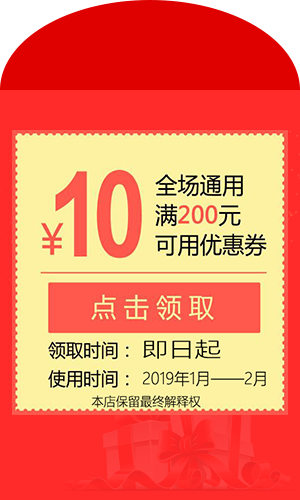 ¥10
全场通用
满200元
可用优惠券
点击领取
领取时间：即日起
使用时间：2019年1月——2月
本店保留最终解释权